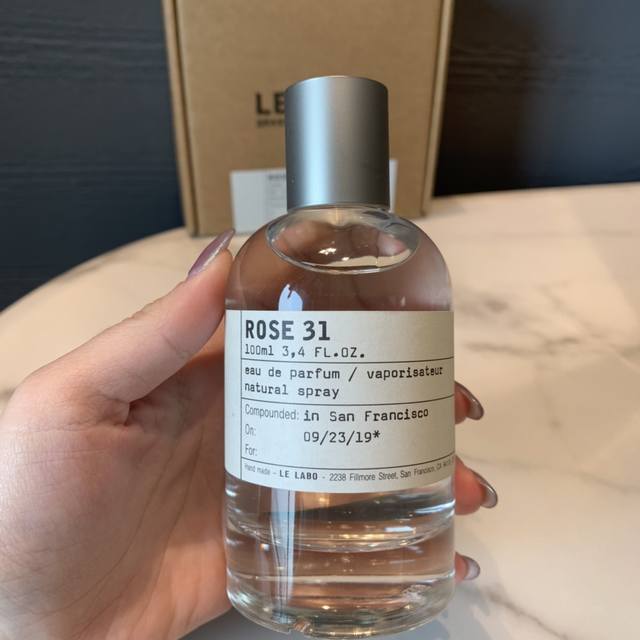 LE
ROSE 31
100ml 3,4 FL.OZ.
eau de parfum / vaporisateur
natural spray
Compounded: in San Francisco
On: 09/23/19*
For:
Hand made - LE LABO - 2238 Fillmore Street, San Francisco, CA